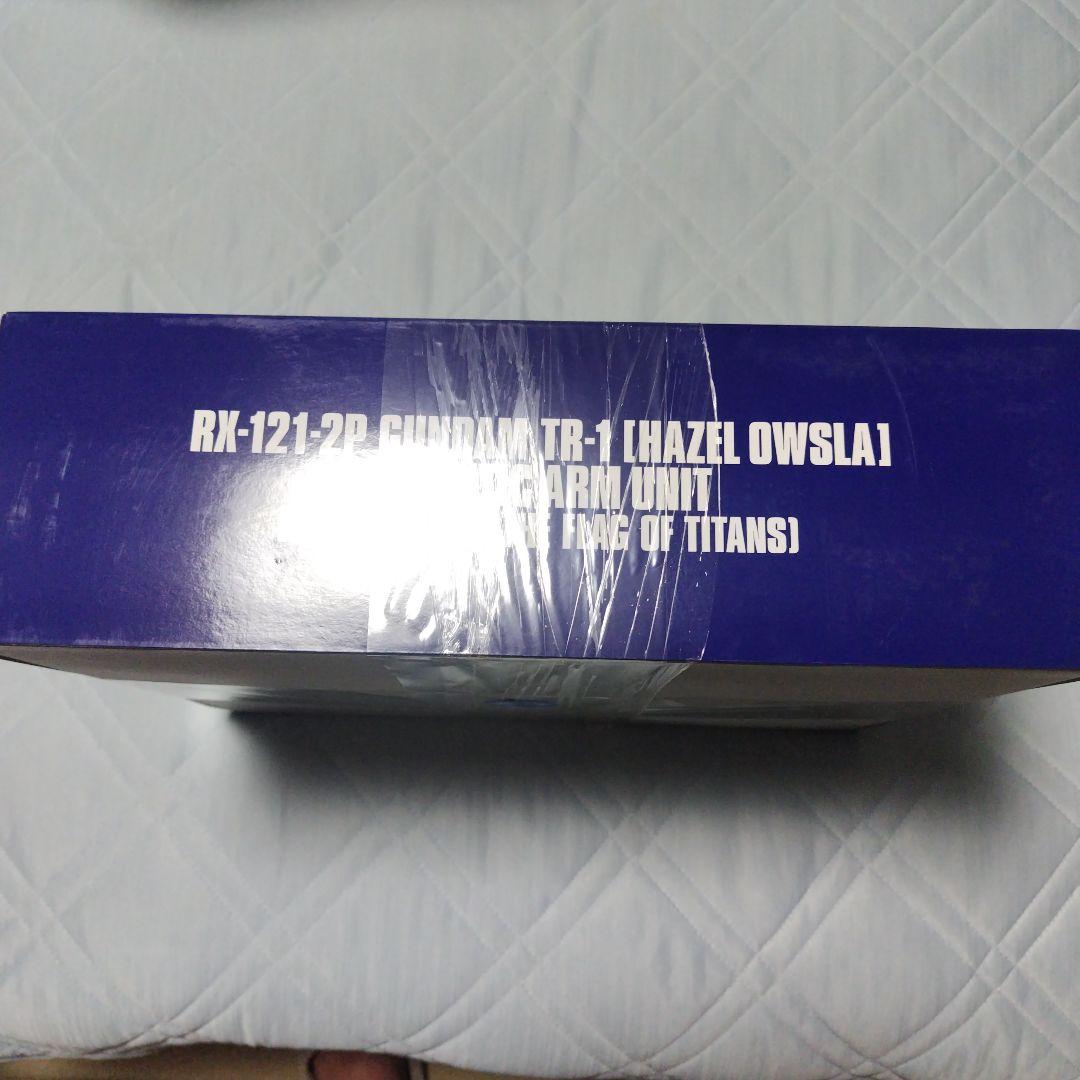 RX-121-2P GUNDAM TR-1 [HAZEL OWSLA]
ARM UNIT
FLAG OF TITANS)